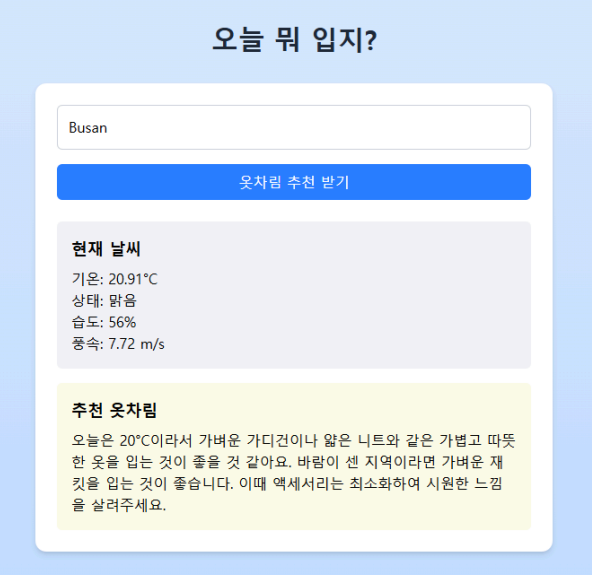 오늘 뭐 입지?
Busan
옷차림 추천 받기
현재 날씨
기온: 20.91°C
상태: 맑음
습도: 56%
풍속: 7.72 m/s
추천 옷차림
오늘은 20°C이라서 가벼운 가디건이나 얇은 니트와 같은 가볍고 따뜻
한 옷을 입는 것이 좋을 것 같아요. 바람이 센 지역이라면 가벼운 재
킷을 입는 것이 좋습니다. 이때 액세서리는 최소화하여 시원한 느낌
을 살려주세요.